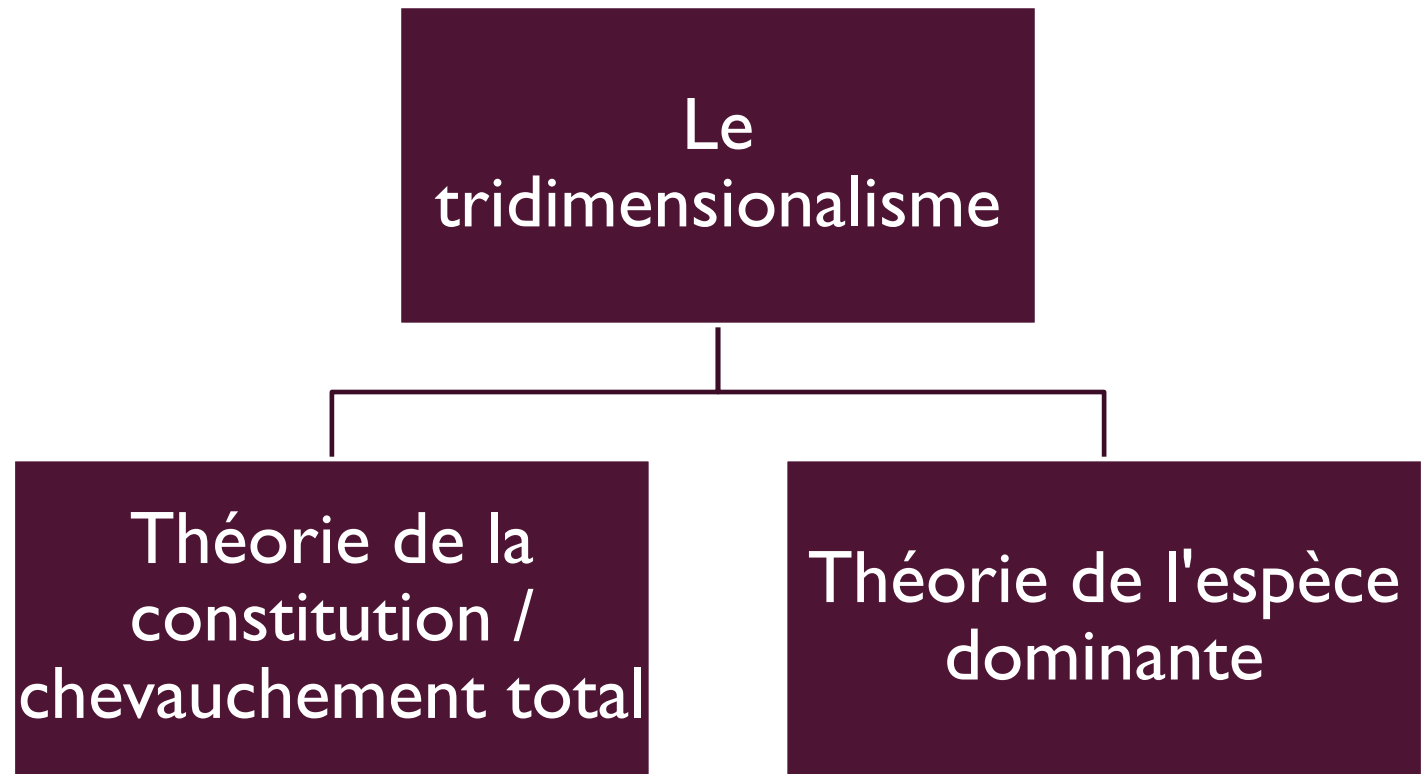 Le
tridimensionalisme
Théorie de la
constitution /
chevauchement total
Théorie de l'espèce
dominante